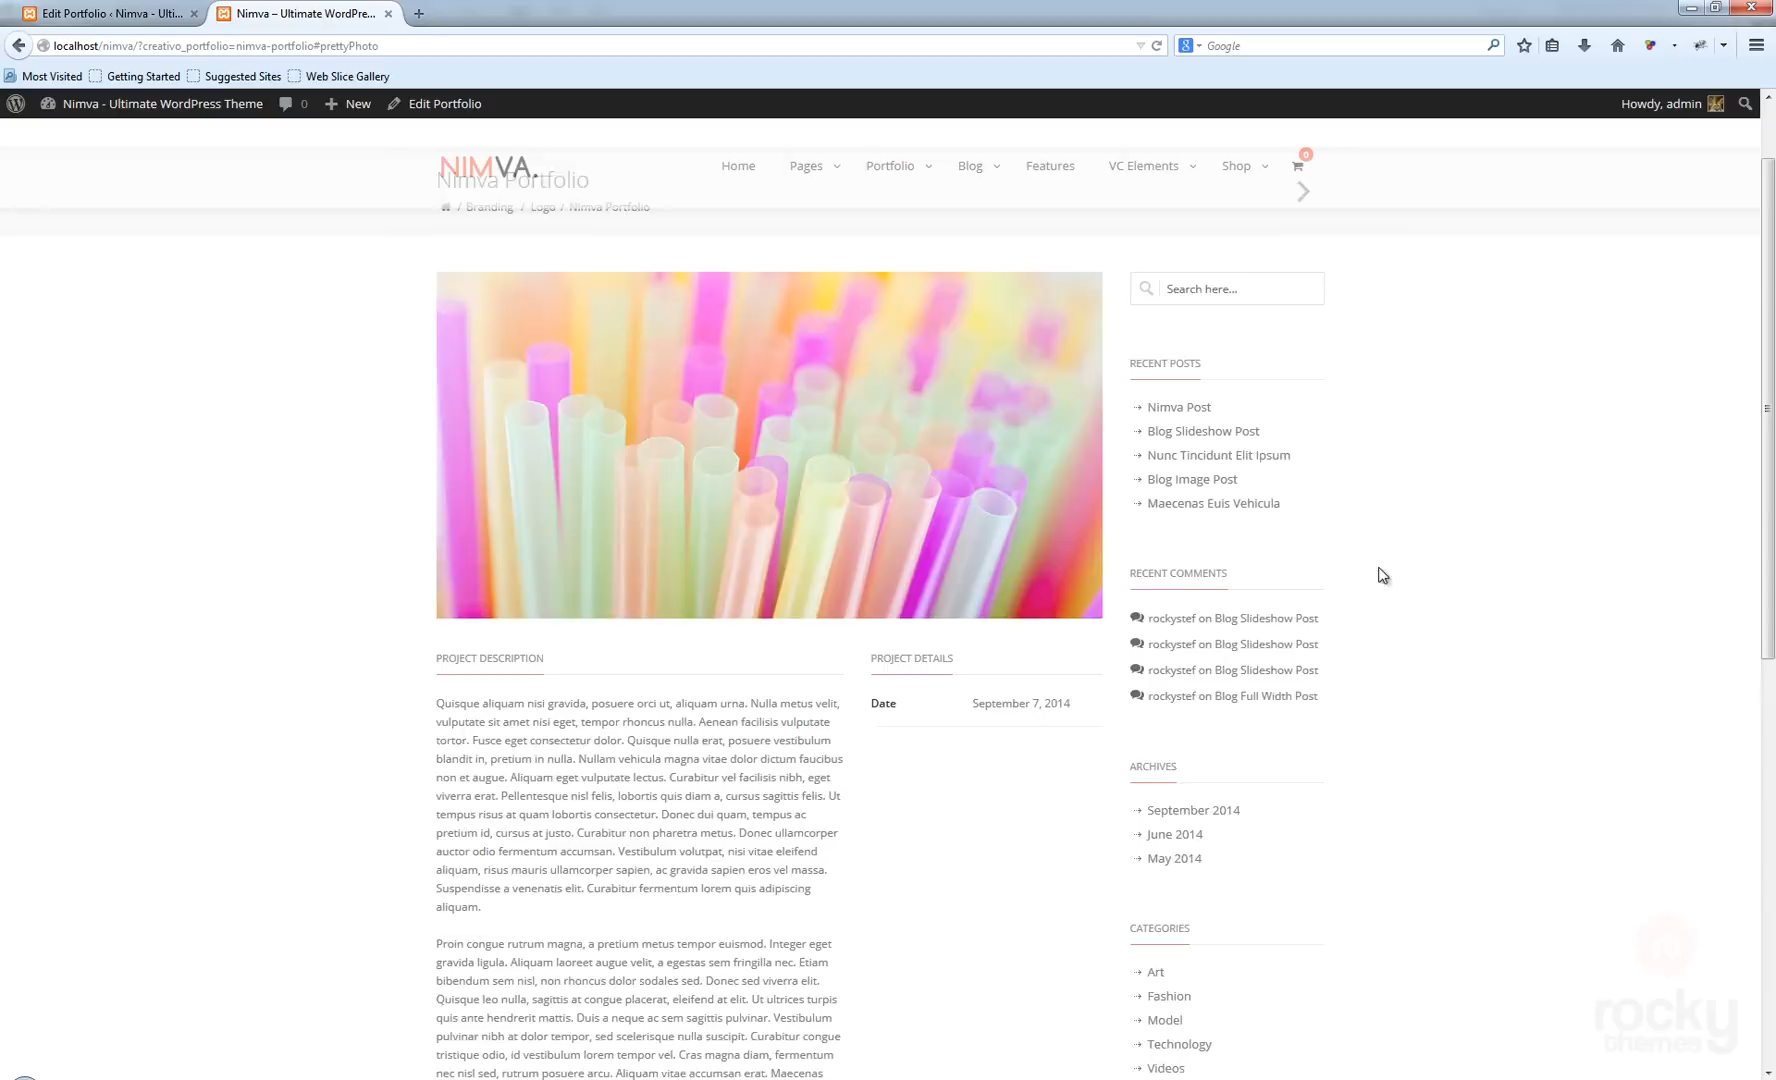 Edit Portfolio ‹ Nimva - Ulti...
Nimva – Ultimate WordPre...
localhost/nimva/?creativo_portfolio=nimva-portfolio#prettyPhoto
Google
Most Visited
Getting Started
Suggested Sites
Web Slice Gallery
Nimva - Ultimate WordPress Theme
0
New
Edit Portfolio
Howdy, admin
NIMVA.
Home
Pages
Portfolio
Blog
Features
VC Elements
Shop
0
Nimva Portfolio
/ Branding / Logo / Nimva Portfolio
Search here...
RECENT POSTS
Nimva Post
Blog Slideshow Post
Nunc Tincidunt Elit Ipsum
Blog Image Post
Maecenas Euis Vehicula
RECENT COMMENTS
rockystef on Blog Slideshow Post
rockystef on Blog Slideshow Post
rockystef on Blog Slideshow Post
rockystef on Blog Full Width Post
PROJECT DESCRIPTION
Quisque aliquam nisi gravida, posuere orci ut, aliquam urna. Nulla metus velit,
vulputate sit amet nisi eget, tempor rhoncus nulla. Aenean facilisis vulputate
tortor. Fusce eget consectetur dolor. Quisque nulla erat, posuere vestibulum
blandit in, pretium in nulla. Nullam vehicula magna vitae dolor dictum faucibus
non et augue. Aliquam eget vulputate lectus. Curabitur vel facilisis nibh, eget
viverra erat. Pellentesque nisl felis, lobortis quis diam a, cursus sagittis felis. Ut
tempus risus at quam lobortis consectetur. Donec dui quam, tempus ac
pretium id, cursus at justo. Curabitur non pharetra metus. Donec ullamcorper
auctor odio fermentum accumsan. Vestibulum volutpat, nisi vitae eleifend
aliquam, risus mauris ullamcorper sapien, ac gravida sapien eros vel massa.
Suspendisse a venenatis elit. Curabitur fermentum lorem quis adipiscing
aliquam.
Proin congue rutrum magna, a pretium metus tempor euismod. Integer eget
gravida ligula. Aliquam laoreet augue velit, a egestas sem fringilla nec. Etiam
bibendum sem nisl, non rhoncus dolor sodales sed. Donec sed viverra elit.
Quisque leo nulla, sagittis at congue placerat, eleifend at elit. Ut ultrices turpis
quis ante hendrerit mattis. Duis a neque ac sem sagittis pulvinar. Vestibulum
pulvinar nibh at dolor tempor, sed scelerisque nulla suscipit. Curabitur congue
tristique odio, id vestibulum lorem tempor vel. Cras magna diam, fermentum
nec nisl sed, rutrum posuere arcu. Aliquam vitae accumsan erat. Maecenas
PROJECT DETAILS
Date September 7, 2014
ARCHIVES
September 2014
June 2014
May 2014
CATEGORIES
Art
Fashion
Model
Technology
Videos
rocky
themes